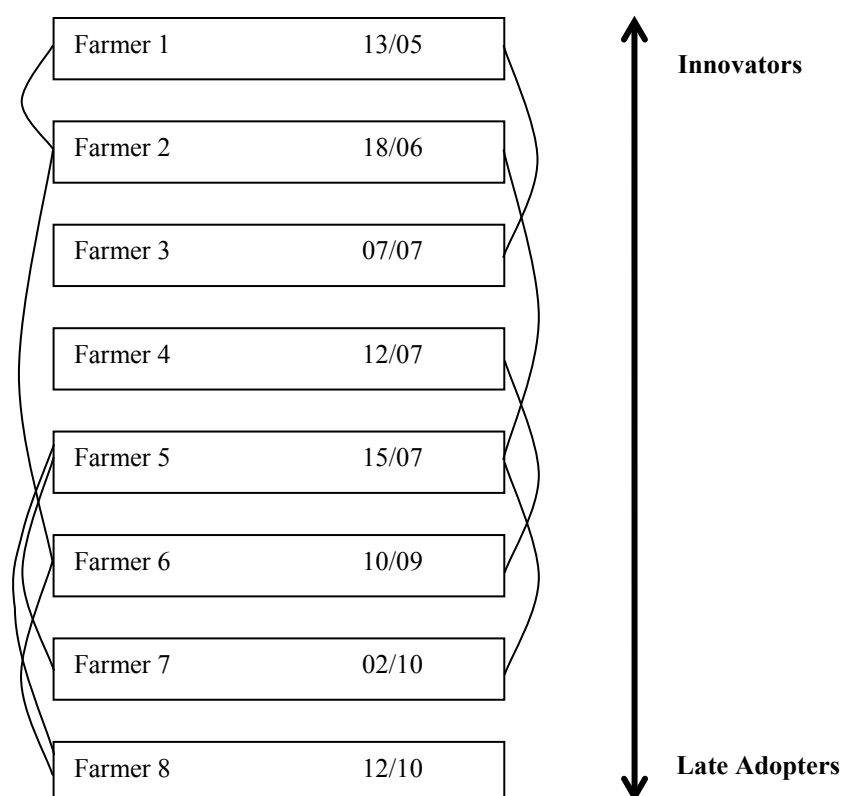 Farmer 1 13/05
Innovators
Farmer 2 18/06
Farmer 3 07/07
Farmer 4 12/07
Farmer 5 15/07
Farmer 6 10/09
Farmer 7 02/10
Farmer 8 12/10
Late Adopters